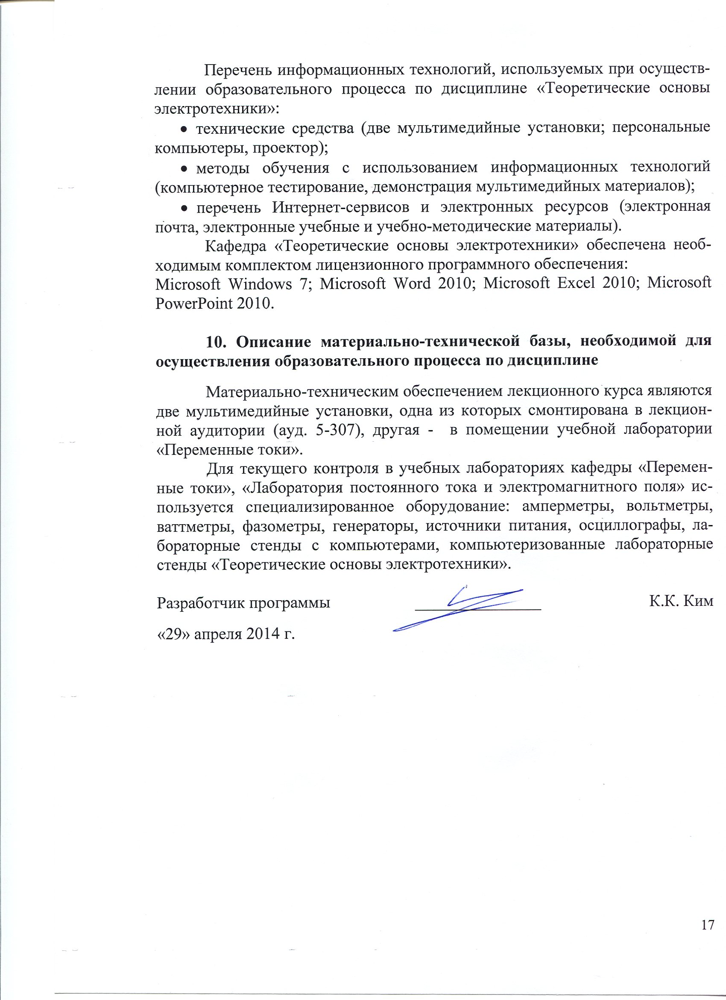 Перечень информационных технологий, используемых при осуществ-
лении образовательного процесса по дисциплине «Теоретические основы
электротехники»:
• технические средства (две мультимедийные установки; персональные
компьютеры, проектор);
• методы обучения с использованием информационных технологий
(компьютерное тестирование, демонстрация мультимедийных материалов);
• перечень Интернет-сервисов и электронных ресурсов (электронная
почта, электронные учебные и учебно-методические материалы).
Кафедра «Теоретические основы электротехники» обеспечена необ-
ходимым комплектом лицензионного программного обеспечения:
Microsoft Windows 7; Microsoft Word 2010; Microsoft Excel 2010; Microsoft
PowerPoint 2010.
10. Описание материально-технической базы, необходимой для
осуществления образовательного процесса по дисциплине
Материально-техническим обеспечением лекционного курса являются
две мультимедийные установки, одна из которых смонтирована в лекцион-
ной аудитории (ауд. 5-307), другая - в помещении учебной лаборатории
«Переменные токи».
Для текущего контроля в учебных лабораториях кафедры «Перемен-
ные токи», «Лаборатория постоянного тока и электромагнитного поля» ис-
пользуется специализированное оборудование: амперметры, вольтметры,
ваттметры, фазометры, генераторы, источники питания, осциллографы, ла-
бораторные стенды с компьютерами, компьютеризованные лабораторные
стенды «Теоретические основы электротехники».
Разработчик программы К.К. Ким
«29» апреля 2014 г.
17